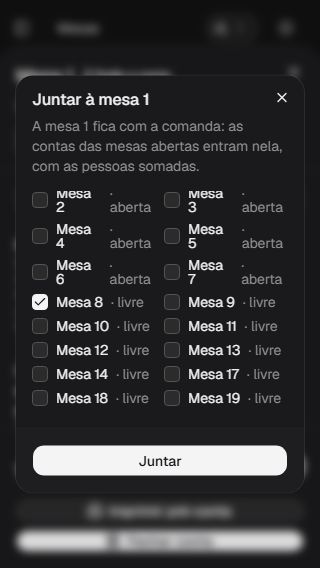 Juntar à mesa 1
A mesa 1 fica com a comanda: as
contas das mesas abertas entram nela,
com as pessoas somadas.
Mesa 2 · aberta Mesa 3 · aberta
Mesa 4 · aberta Mesa 5 · aberta
Mesa 6 · aberta Mesa 7 · aberta
Mesa 8 · livre Mesa 9 · livre
Mesa 10 · livre Mesa 11 · livre
Mesa 12 · livre Mesa 13 · livre
Mesa 14 · livre Mesa 17 · livre
Mesa 18 · livre Mesa 19 · livre
Juntar